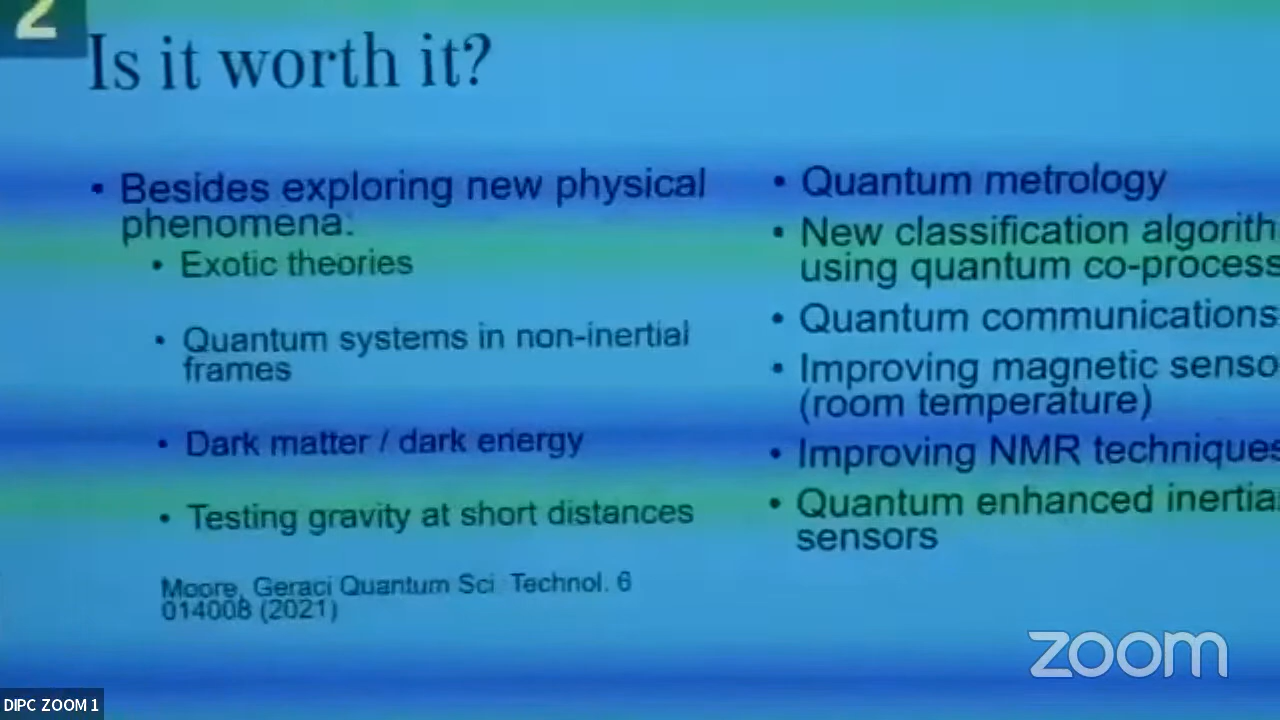 2
Is it worth it?
• Besides exploring new physical
phenomena:
• Exotic theories
• Quantum systems in non-inertial
frames
• Dark matter / dark energy
• Testing gravity at short distances
Moore, Geraci Quantum Sci. Technol. 6
014008 (2021)
• Quantum metrology
• New classification algorith
using quantum co-process
• Quantum communications
• Improving magnetic senso
(room temperature)
• Improving NMR techniques
• Quantum enhanced inertia
sensors
zoom
DIPC ZOOM 1